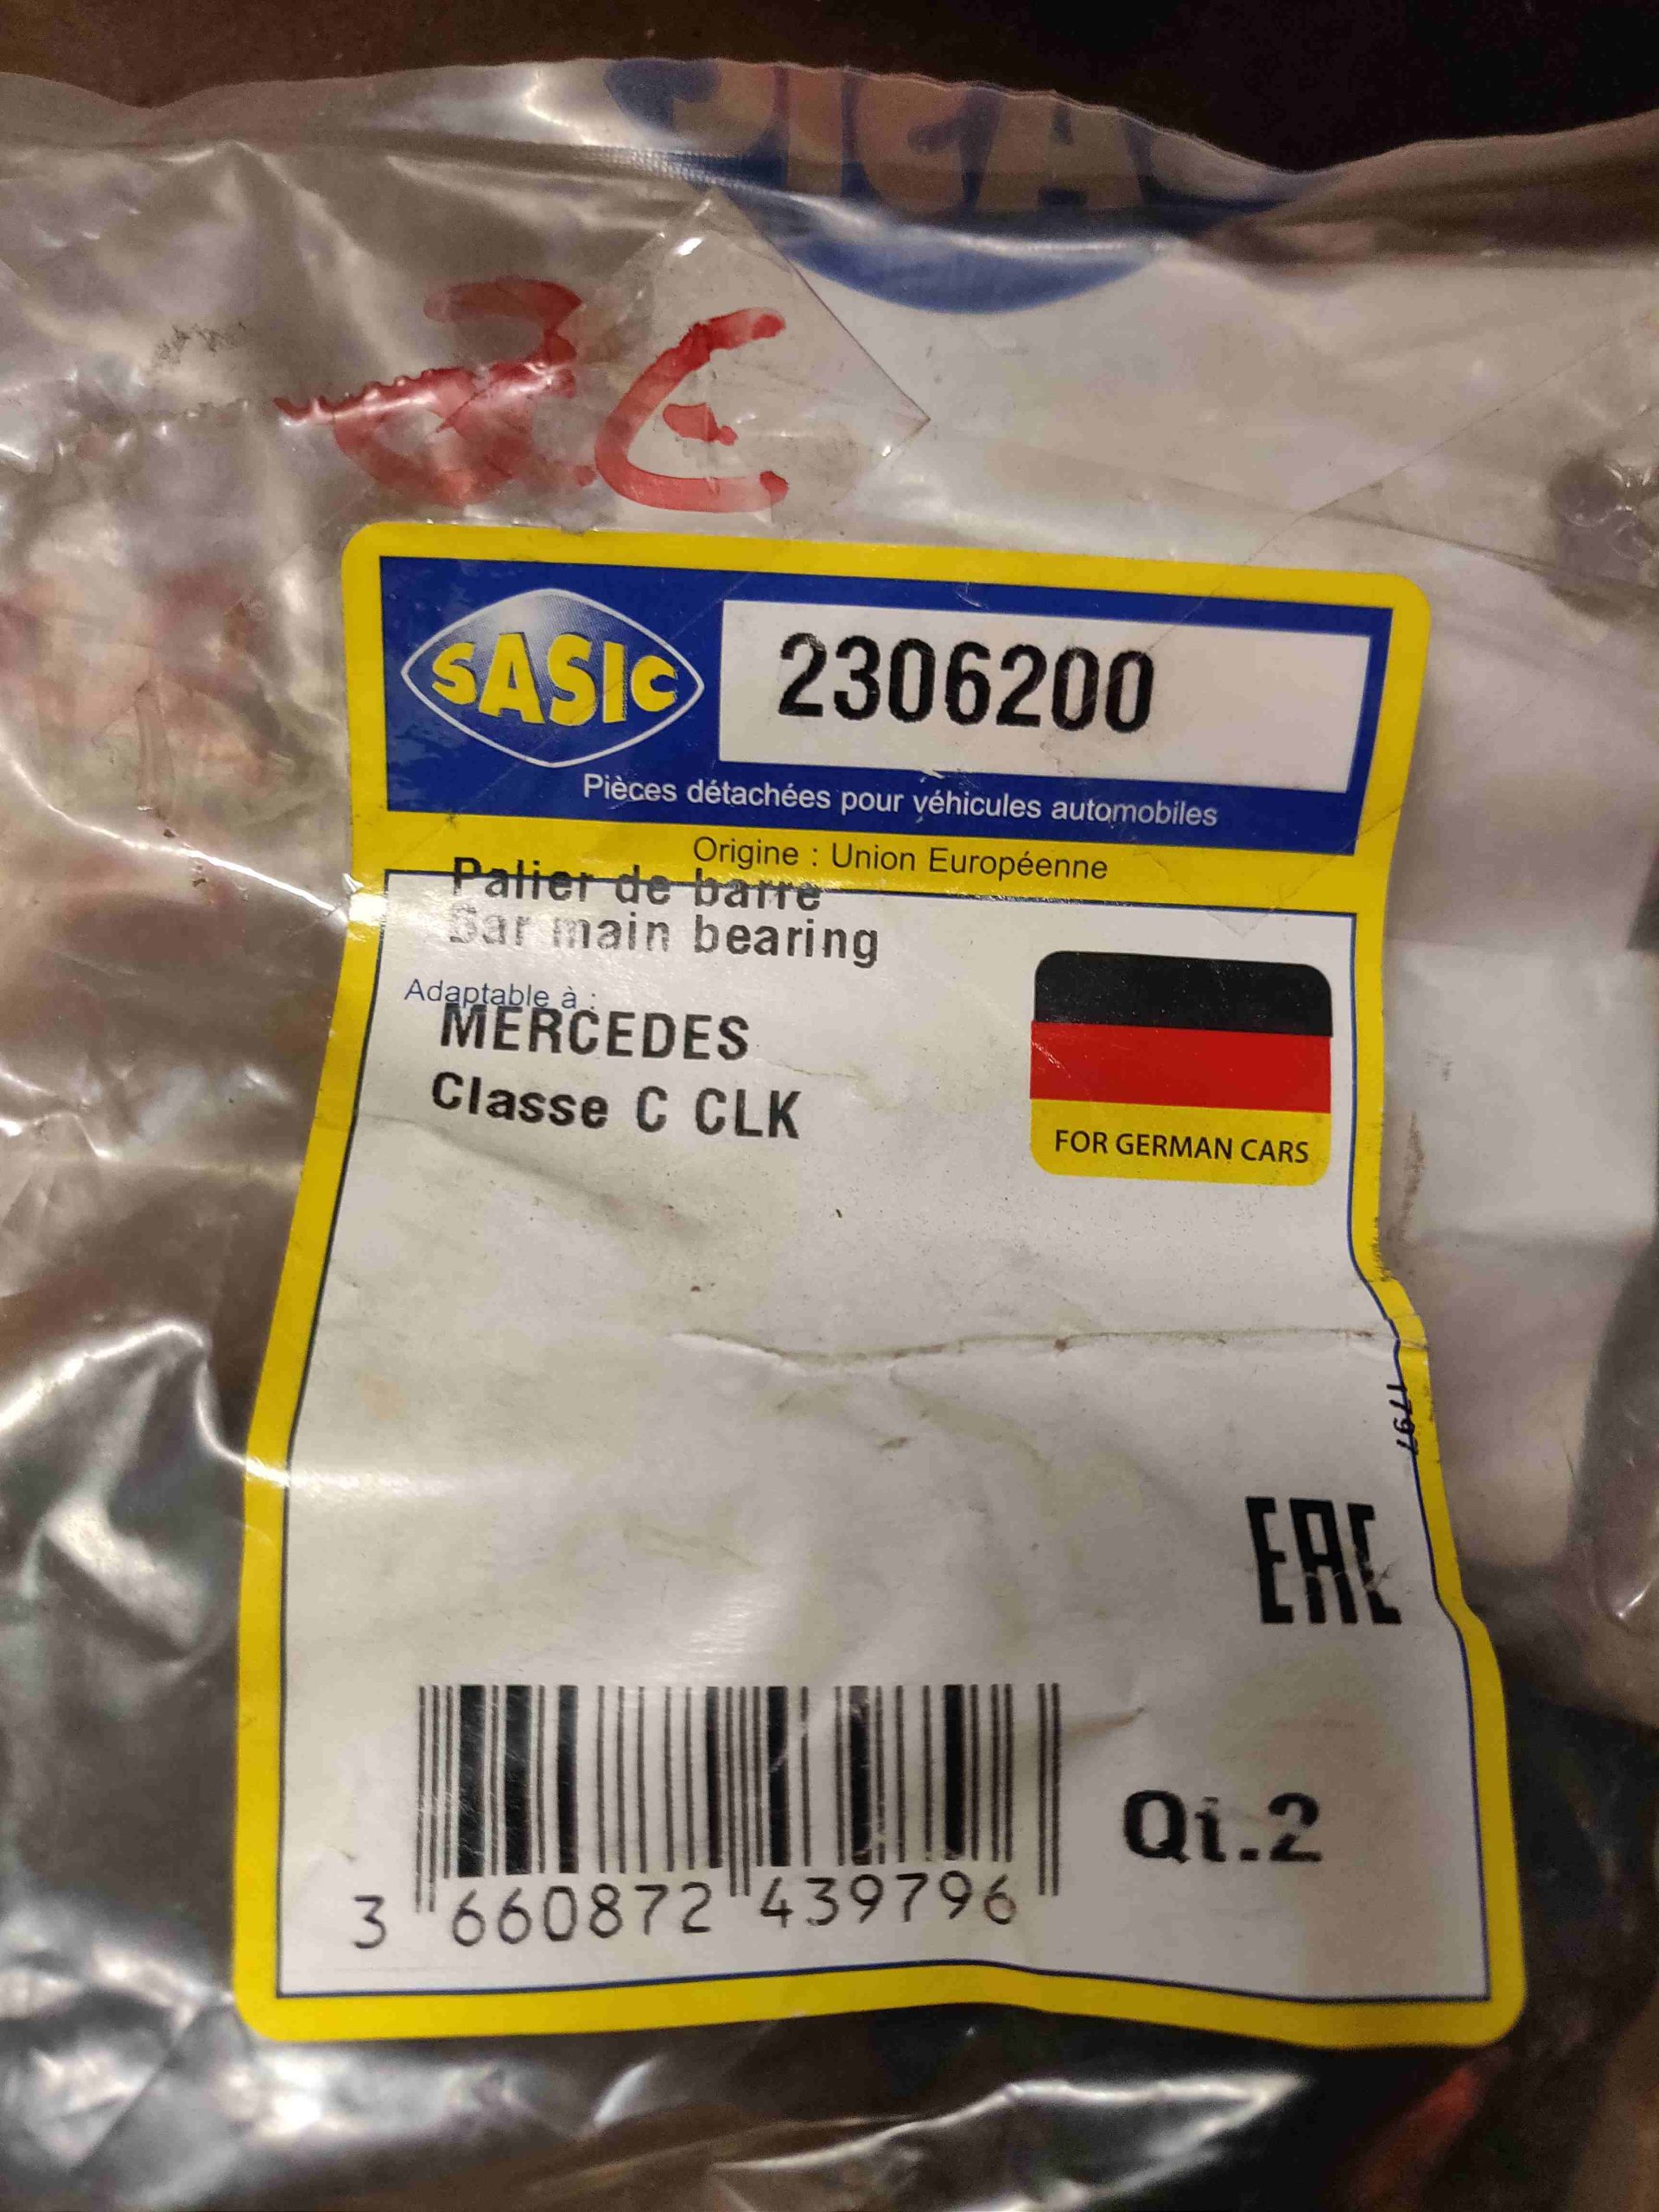 SASIC
2306200
Pièces détachées pour véhicules automobiles
Origine : Union Européenne
Palier de barre
Bar main bearing
Adaptable à :
MERCEDES
Classe C CLK
FOR GERMAN CARS
1797
EAC
3 660872 439796
Qt.2